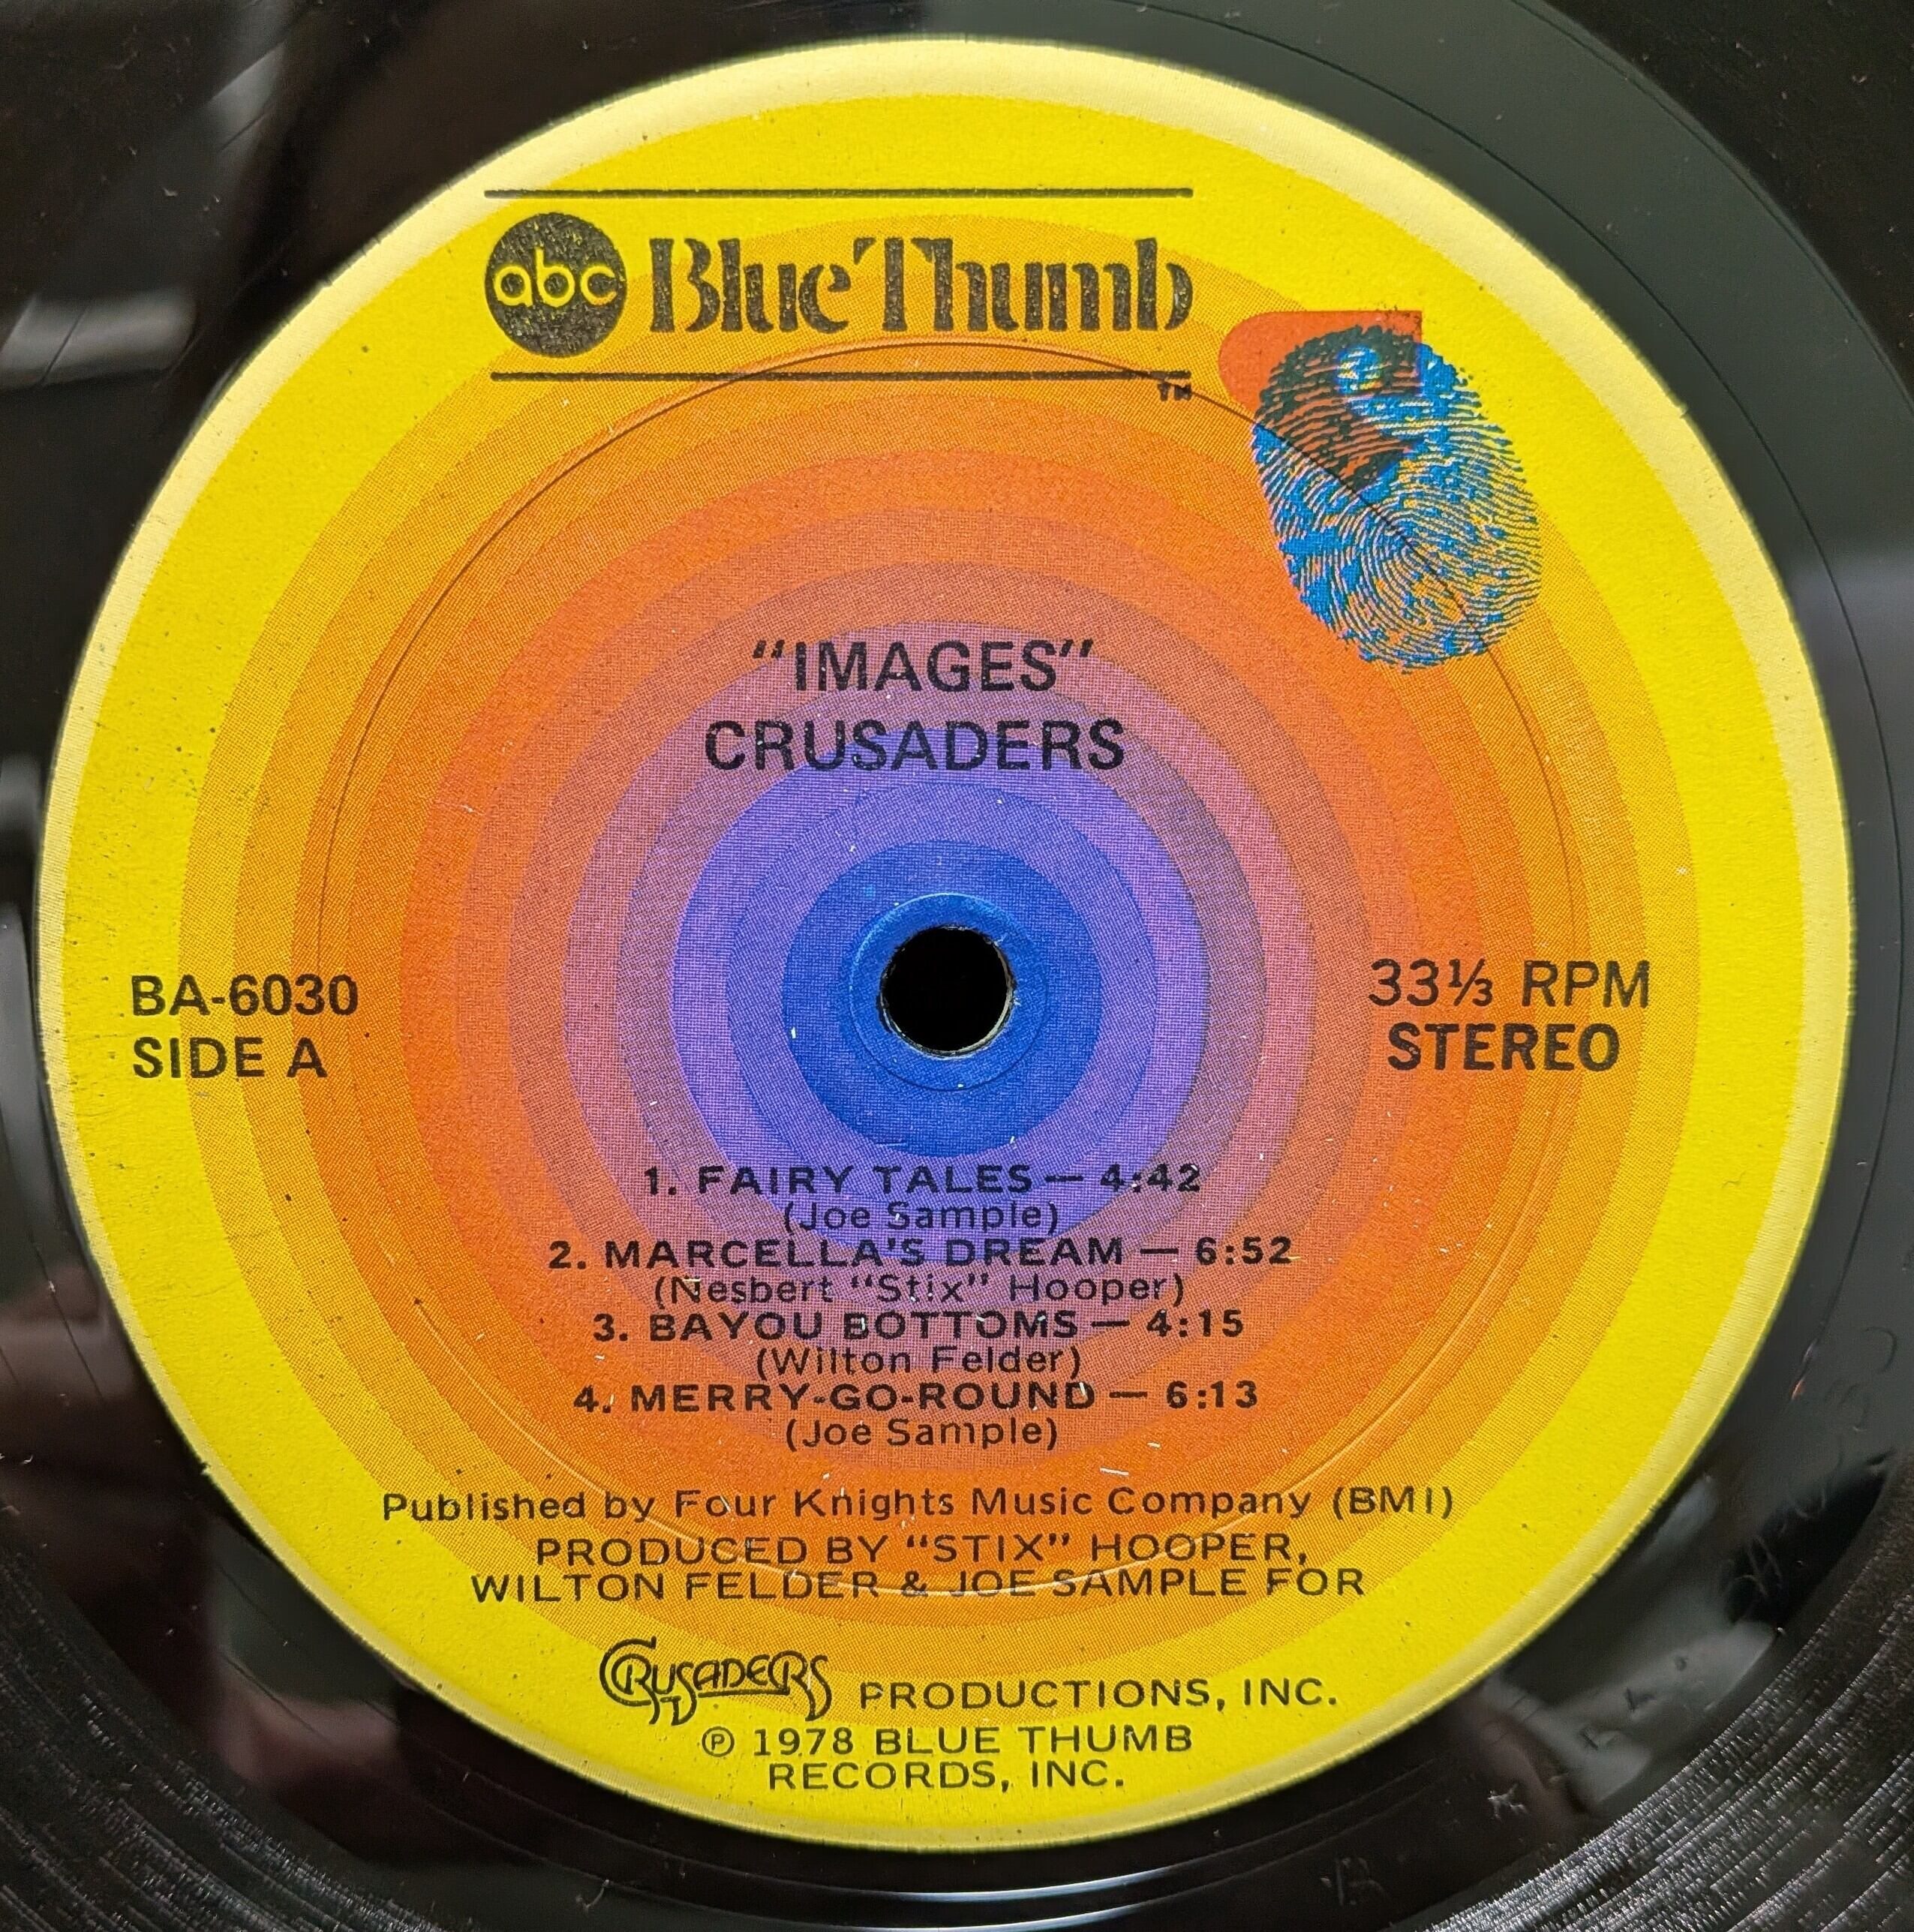 abc Blue Thumb
TM
"IMAGES"
CRUSADERS
BA-6030
SIDE A
33⅓ RPM
STEREO
1. FAIRY TALES — 4:42
(Joe Sample)
2. MARCELLA'S DREAM — 6:52
(Nesbert "Stix" Hooper)
3. BAYOU BOTTOMS — 4:15
(Wilton Felder)
4. MERRY-GO-ROUND — 6:13
(Joe Sample)
Published by Four Knights Music Company (BMI)
PRODUCED BY "STIX" HOOPER,
WILTON FELDER & JOE SAMPLE FOR
CRUSADERS PRODUCTIONS, INC.
℗ 1978 BLUE THUMB
RECORDS, INC.